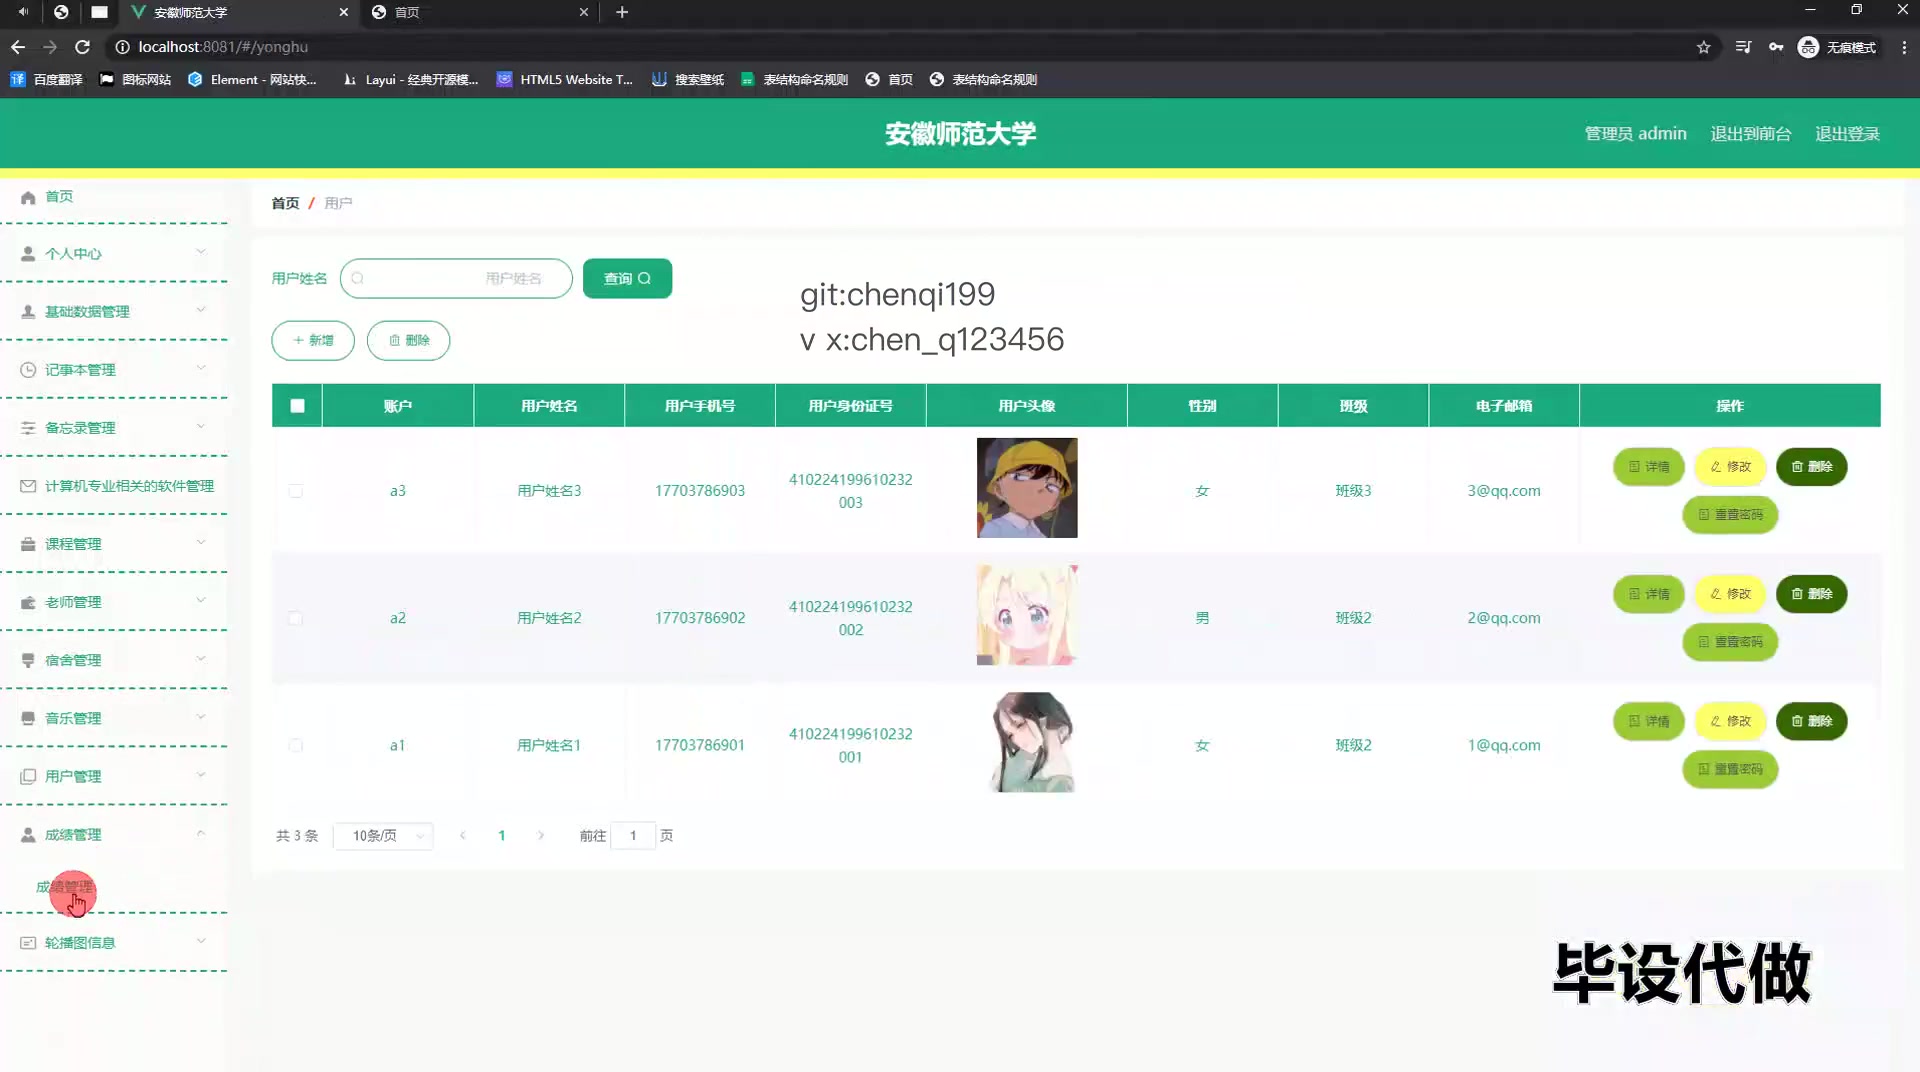 安徽师范大学
首页
localhost:8081/#/yonghu
无痕模式
百度翻译
图标网站
Element - 网站快...
Layui - 经典开源模...
HTML5 Website T...
搜索壁纸
表结构命名规则
首页
表结构命名规则
安徽师范大学
管理员 admin
退出到前台
退出登录
首页
个人中心
基础数据管理
记事本管理
备忘录管理
计算机专业相关的软件管理
课程管理
老师管理
宿舍管理
音乐管理
用户管理
成绩管理
成绩管理
轮播图信息
首页 / 用户
用户姓名 用户姓名 查询
git:chenqi199
v x:chen_q123456
新增 删除
账户 用户姓名 用户手机号 用户身份证号 用户头像 性别 班级 电子邮箱 操作
a3 用户姓名3 17703786903 410224199610232003 女 班级3 3@qq.com 详情 修改 删除 重置密码
a2 用户姓名2 17703786902 410224199610232002 男 班级2 2@qq.com 详情 修改 删除 重置密码
a1 用户姓名1 17703786901 410224199610232001 女 班级2 1@qq.com 详情 修改 删除 重置密码
共 3 条 10条/页 1 前往 1 页
毕设代做